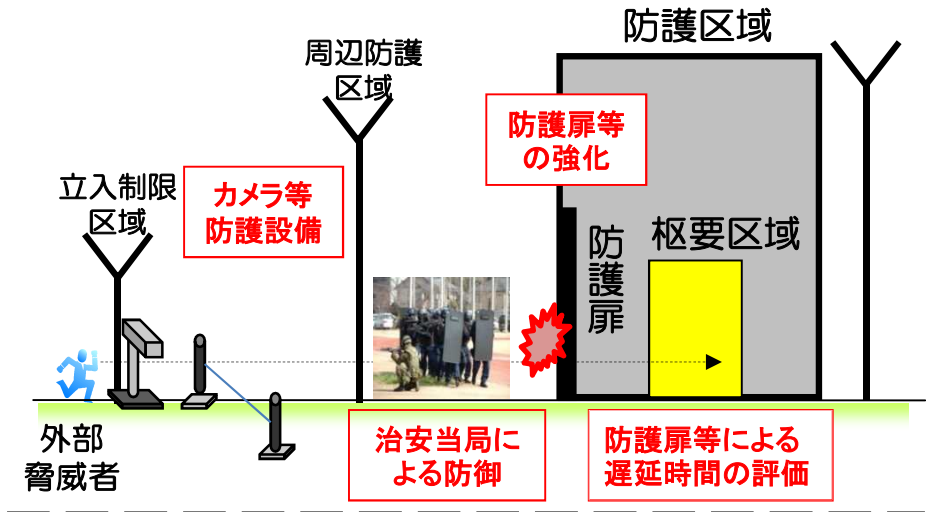 防護区域
周辺防護
区域
防護扉等
の強化
立入制限
区域
カメラ等
防護設備
防護扉
枢要区域
外部
脅威者
治安当局に
よる防御
防護扉等による
遅延時間の評価